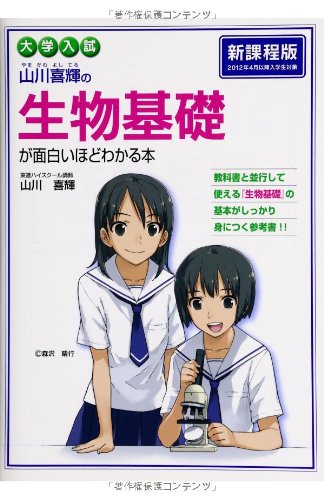 「著作権保護コンテンツ」
大学入試
新課程版
2012年4月以降入学生対象
やま かわ よし てる
山川喜輝の
生物基礎
が面白いほどわかる本
東進ハイスクール講師
山川 喜輝
教科書と並行して
使える『生物基礎』の
基本がしっかり
身につく参考書!!
©麻沢 晴行
「著作権保護コンテンツ」